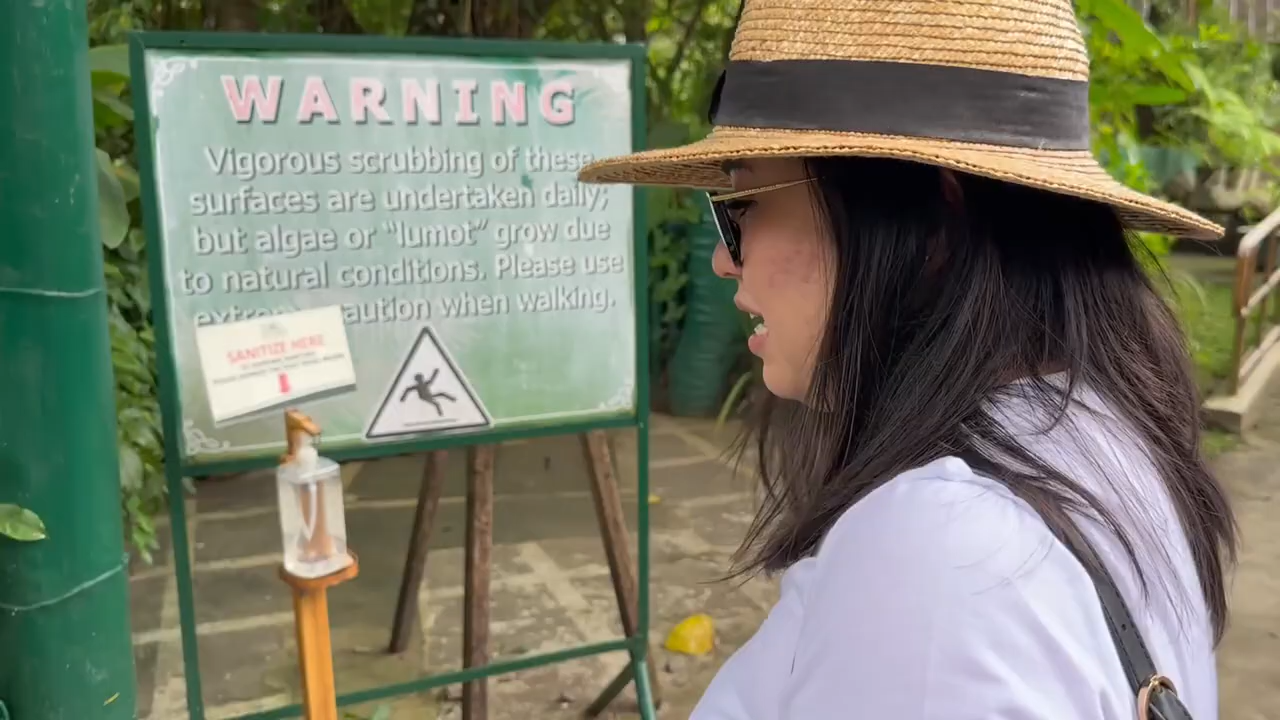 WARNING
Vigorous scrubbing of these
surfaces are undertaken daily;
but algae or "lumot" grow due
to natural conditions. Please use
aution when walking.
SANITIZE HERE